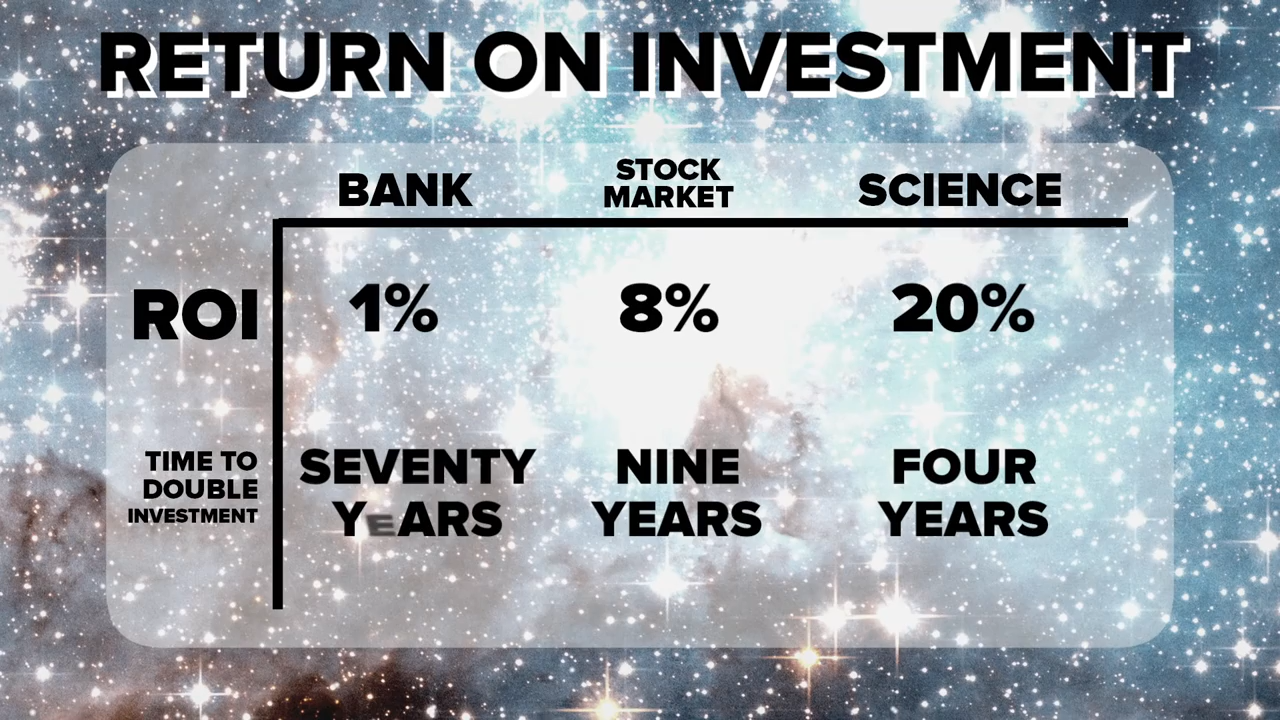 RETURN ON INVESTMENT
BANK STOCK MARKET SCIENCE
ROI 1% 8% 20%
TIME TO DOUBLE INVESTMENT
SEVENTY YEARS
NINE YEARS
FOUR YEARS